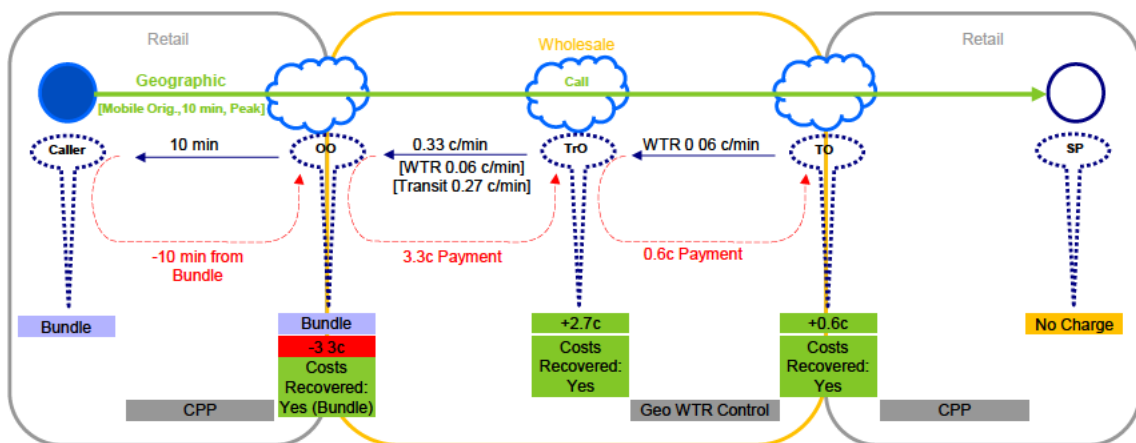 Retail
Wholesale
Retail
Geographic
Call
[Mobile Orig.,10 min, Peak]
Caller
10 min
OO
0.33 c/min
TrO
WTR 0 06 c/min
TO
SP
[WTR 0.06 c/min]
[Transit 0.27 c/min]
-10 min from
Bundle
3.3c Payment
0.6c Payment
Bundle
Bundle
-3 3c
Costs
Recovered:
Yes (Bundle)
+2.7c
Costs
Recovered:
Yes
+0.6c
Costs
Recovered:
Yes
No Charge
CPP
Geo WTR Control
CPP